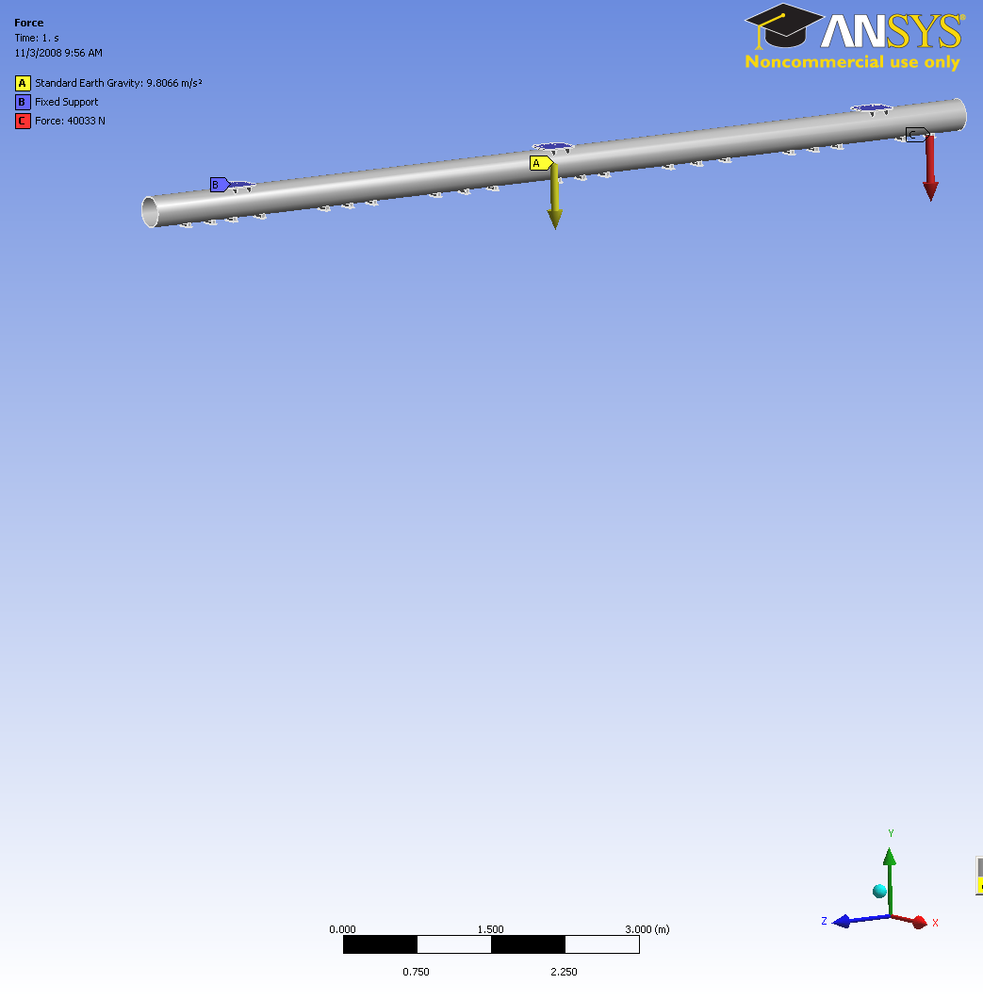 Force
Time: 1. s
11/3/2008 9:56 AM
A Standard Earth Gravity: 9.8066 m/s²
B Fixed Support
C Force: 40033 N
ANSYS®
Noncommercial use only
C
A
B
Y
Z
X
0.000 1.500 3.000 (m)
0.750 2.250